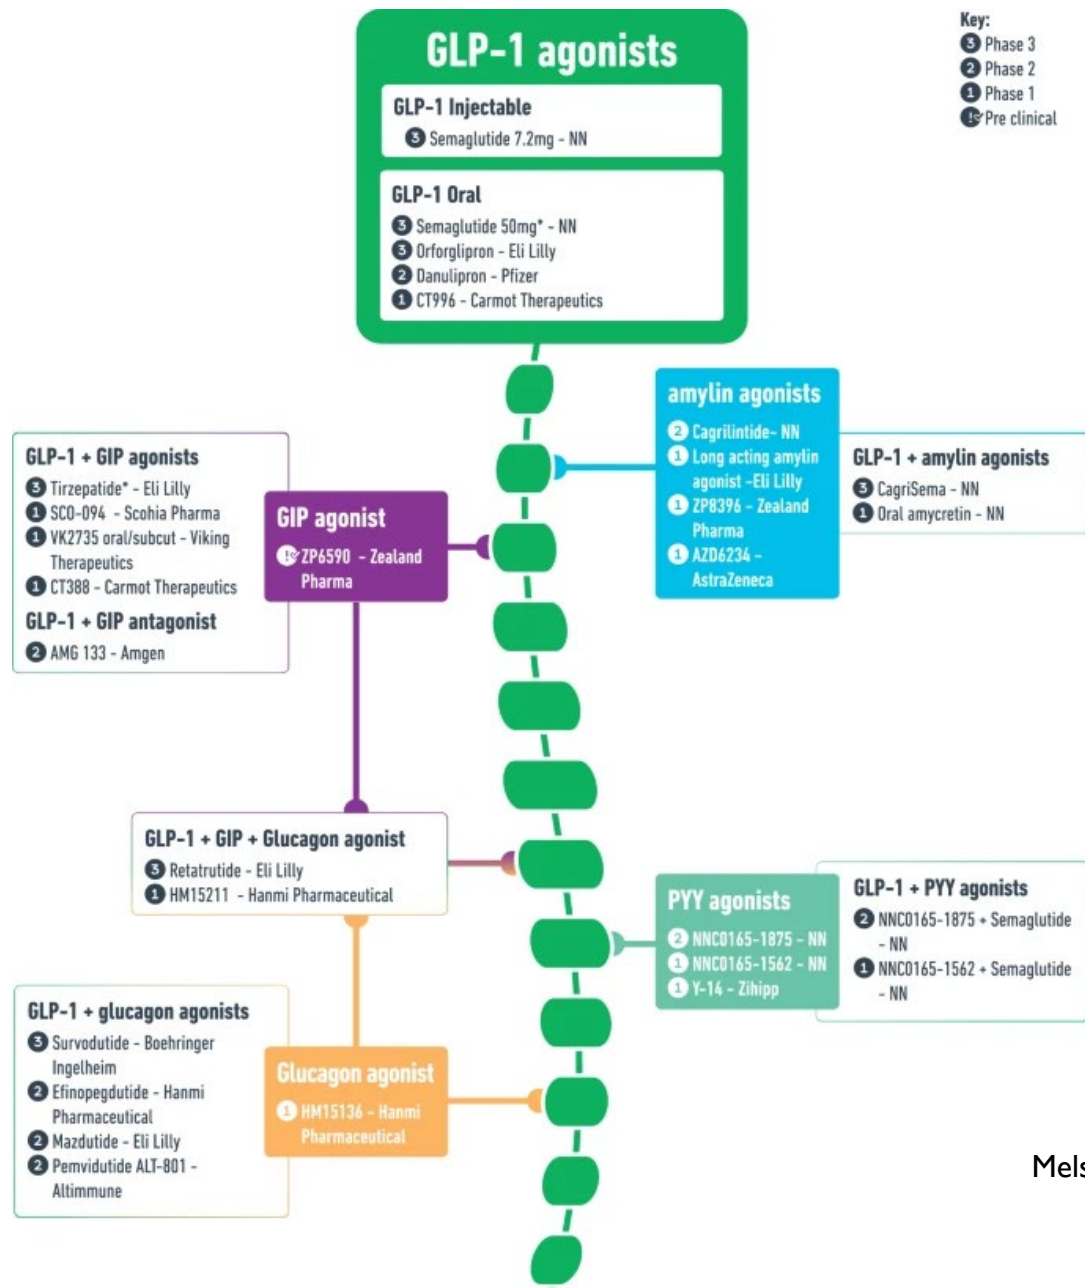 GLP-1 agonists
GLP-1 Injectable
3 Semaglutide 7.2mg - NN
GLP-1 Oral
3 Semaglutide 50mg* - NN
3 Orforglipron - Eli Lilly
2 Danulipron - Pfizer
1 CT996 - Carmot Therapeutics
Key:
3 Phase 3
2 Phase 2
1 Phase 1
! Pre clinical
amylin agonists
2 Cagrilintide- NN
1 Long acting amylin
agonist -Eli Lilly
1 ZP8396 - Zealand
Pharma
1 AZD6234 -
AstraZeneca
GLP-1 + amylin agonists
3 CagriSema - NN
1 Oral amycretin - NN
GLP-1 + GIP agonists
3 Tirzepatide* - Eli Lilly
1 SCO-094 - Scohia Pharma
1 VK2735 oral/subcut - Viking
Therapeutics
1 CT388 - Carmot Therapeutics
GLP-1 + GIP antagonist
2 AMG 133 - Amgen
GIP agonist
! ZP6590 - Zealand
Pharma
GLP-1 + GIP + Glucagon agonist
3 Retatrutide - Eli Lilly
1 HM15211 - Hanmi Pharmaceutical
PYY agonists
2 NNC0165-1875 - NN
1 NNC0165-1562 - NN
1 Y-14 - Zihipp
GLP-1 + PYY agonists
2 NNC0165-1875 + Semaglutide
- NN
1 NNC0165-1562 + Semaglutide
- NN
GLP-1 + glucagon agonists
3 Survodutide - Boehringer
Ingelheim
2 Efinopegdutide - Hanmi
Pharmaceutical
2 Mazdutide - Eli Lilly
2 Pemvidutide ALT-801 -
Altimmune
Glucagon agonist
1 HM15136 - Hanmi
Pharmaceutical
Mels